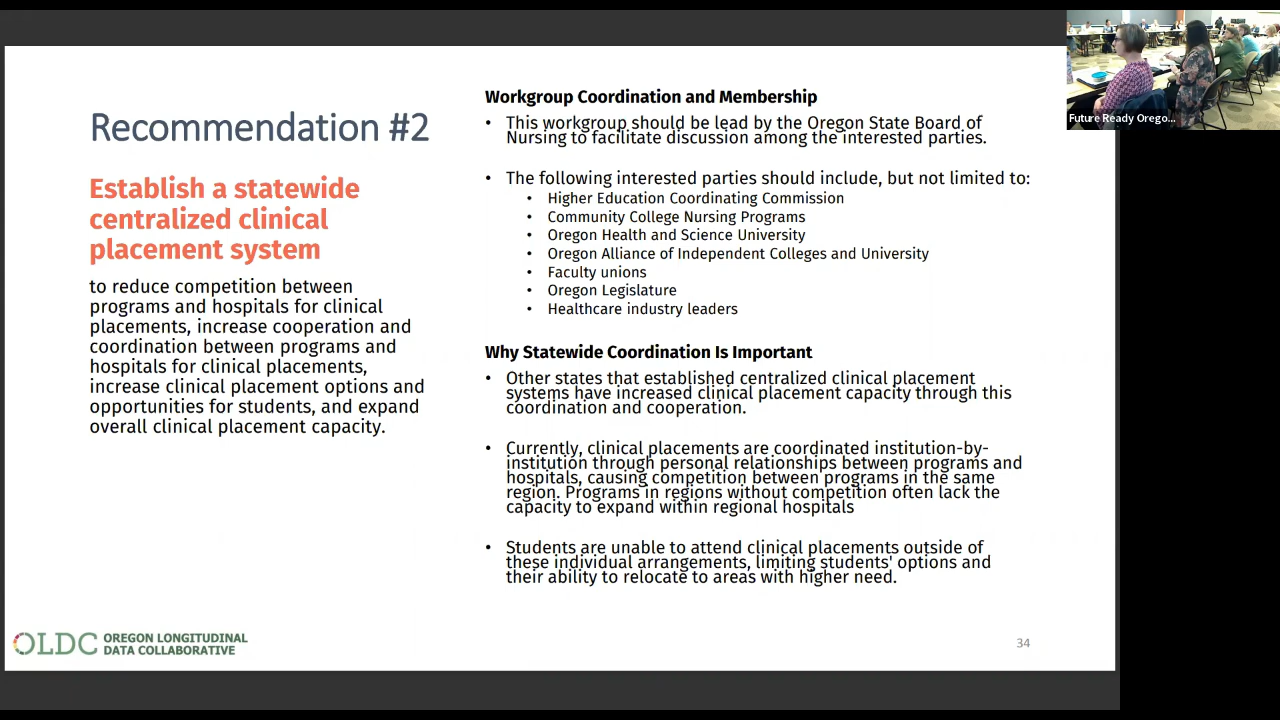 Recommendation #2
Establish a statewide
centralized clinical
placement system
to reduce competition between
programs and hospitals for clinical
placements, increase cooperation and
coordination between programs and
hospitals for clinical placements,
increase clinical placement options and
opportunities for students, and expand
overall clinical placement capacity.
Workgroup Coordination and Membership
• This workgroup should be lead by the Oregon State Board of
Nursing to facilitate discussion among the interested parties.
• The following interested parties should include, but not limited to:
• Higher Education Coordinating Commission
• Community College Nursing Programs
• Oregon Health and Science University
• Oregon Alliance of Independent Colleges and University
• Faculty unions
• Oregon Legislature
• Healthcare industry leaders
Why Statewide Coordination Is Important
• Other states that established centralized clinical placement
systems have increased clinical placement capacity through this
coordination and cooperation.
• Currently, clinical placements are coordinated institution-by-
institution through personal relationships between programs and
hospitals, causing competition between programs in the same
region. Programs in regions without competition often lack the
capacity to expand within regional hospitals
• Students are unable to attend clinical placements outside of
these individual arrangements, limiting students' options and
their ability to relocate to areas with higher need.
OLDC OREGON LONGITUDINAL
DATA COLLABORATIVE
34
Future Ready Orego...